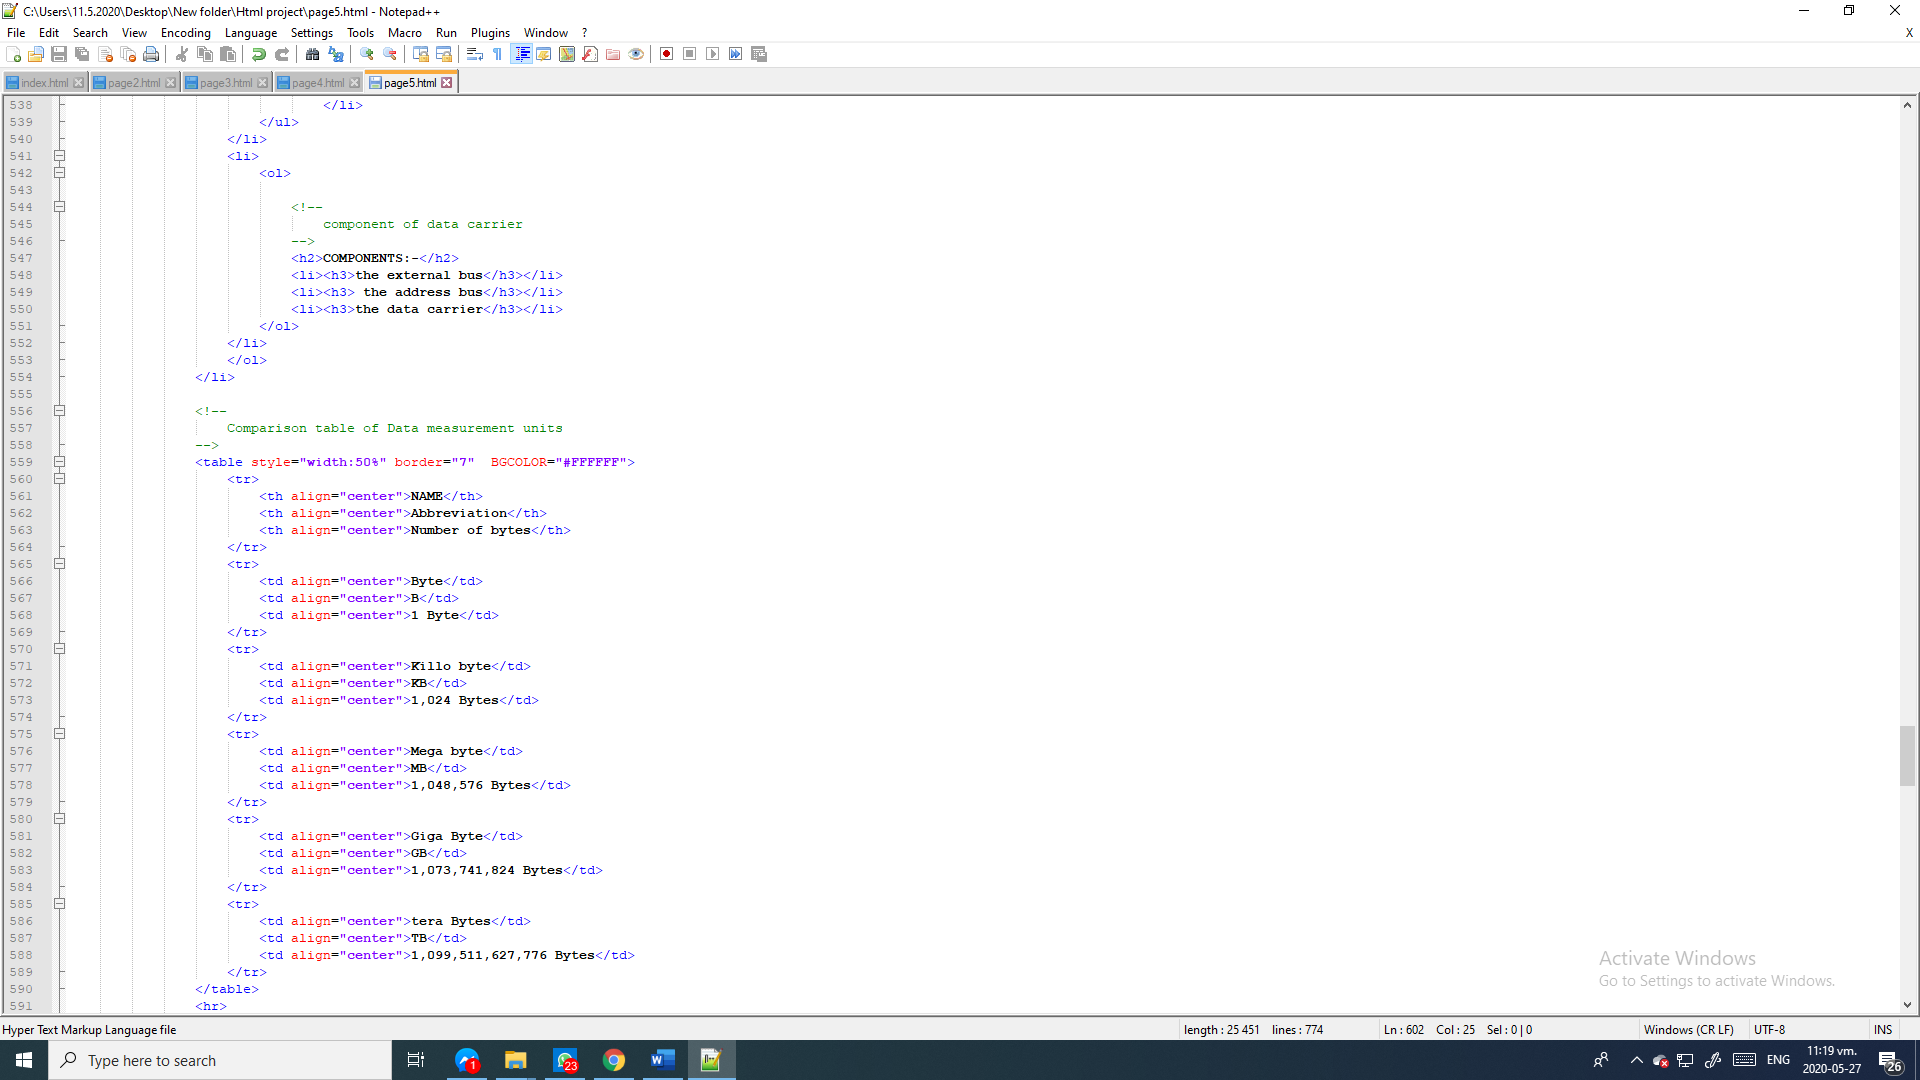 C:\Users\11.5.2020\Desktop\New folder\Html project\page5.html - Notepad++
File Edit Search View Encoding Language Settings Tools Macro Run Plugins Window ? X
index.html page2.html page3.html page4.html page5.html
538 </li>
539 </ul>
540 </li>
541 <li>
542 <ol>
543
544 <!--
545 component of data carrier
546 -->
547 <h2>COMPONENTS:-</h2>
548 <li><h3>the external bus</h3></li>
549 <li><h3> the address bus</h3></li>
550 <li><h3>the data carrier</h3></li>
551 </ol>
552 </li>
553 </ol>
554 </li>
555
556 <!--
557 Comparison table of Data measurement units
558 -->
559 <table style="width:50%" border="7"  BGCOLOR="#FFFFFF">
560 <tr>
561 <th align="center">NAME</th>
562 <th align="center">Abbreviation</th>
563 <th align="center">Number of bytes</th>
564 </tr>
565 <tr>
566 <td align="center">Byte</td>
567 <td align="center">B</td>
568 <td align="center">1 Byte</td>
569 </tr>
570 <tr>
571 <td align="center">Killo byte</td>
572 <td align="center">KB</td>
573 <td align="center">1,024 Bytes</td>
574 </tr>
575 <tr>
576 <td align="center">Mega byte</td>
577 <td align="center">MB</td>
578 <td align="center">1,048,576 Bytes</td>
579 </tr>
580 <tr>
581 <td align="center">Giga Byte</td>
582 <td align="center">GB</td>
583 <td align="center">1,073,741,824 Bytes</td>
584 </tr>
585 <tr>
586 <td align="center">tera Bytes</td>
587 <td align="center">TB</td>
588 <td align="center">1,099,511,627,776 Bytes</td>
589 </tr>
590 </table>
591 <hr>
Activate Windows
Go to Settings to activate Windows.
Hyper Text Markup Language file length : 25 451 lines : 774 Ln : 602 Col : 25 Sel : 0 | 0 Windows (CR LF) UTF-8 INS
Type here to search 1 23 W ENG 11:19 vm. 26
2020-05-27